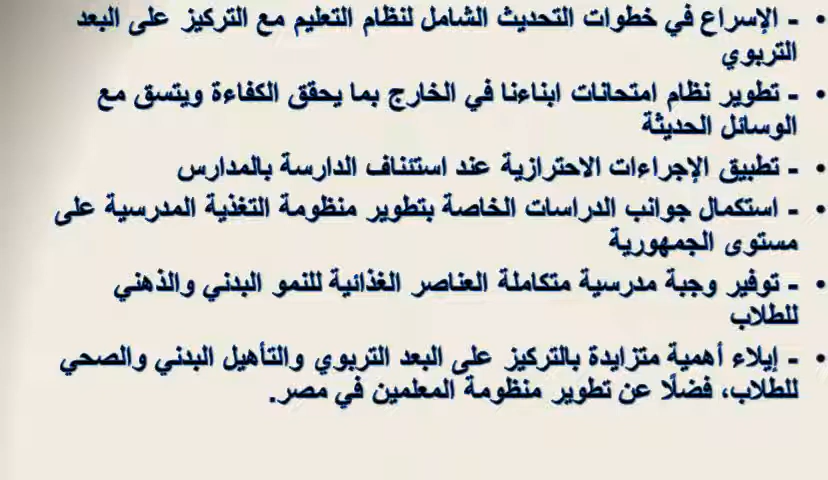 • - الإسراع في خطوات التحديث الشامل لنظام التعليم مع التركيز على البعد
التربوي
• - تطوير نظام امتحانات ابناءنا في الخارج بما يحقق الكفاءة ويتسق مع
الوسائل الحديثة
• - تطبيق الإجراءات الاحترازية عند استئناف الدارسة بالمدارس
• - استكمال جوانب الدراسات الخاصة بتطوير منظومة التغذية المدرسية على
مستوى الجمهورية
• - توفير وجبة مدرسية متكاملة العناصر الغذائية للنمو البدني والذهني
للطلاب
• - إيلاء أهمية متزايدة بالتركيز على البعد التربوي والتأهيل البدني والصحي
للطلاب، فضلًا عن تطوير منظومة المعلمين في مصر.